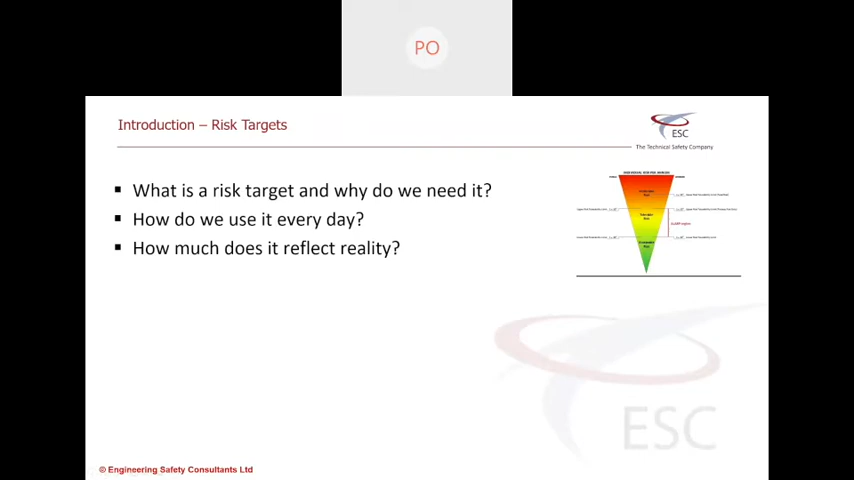 PO
Introduction – Risk Targets
ESC
The Technical Safety Company
What is a risk target and why do we need it?
How do we use it every day?
How much does it reflect reality?
ESC
© Engineering Safety Consultants Ltd